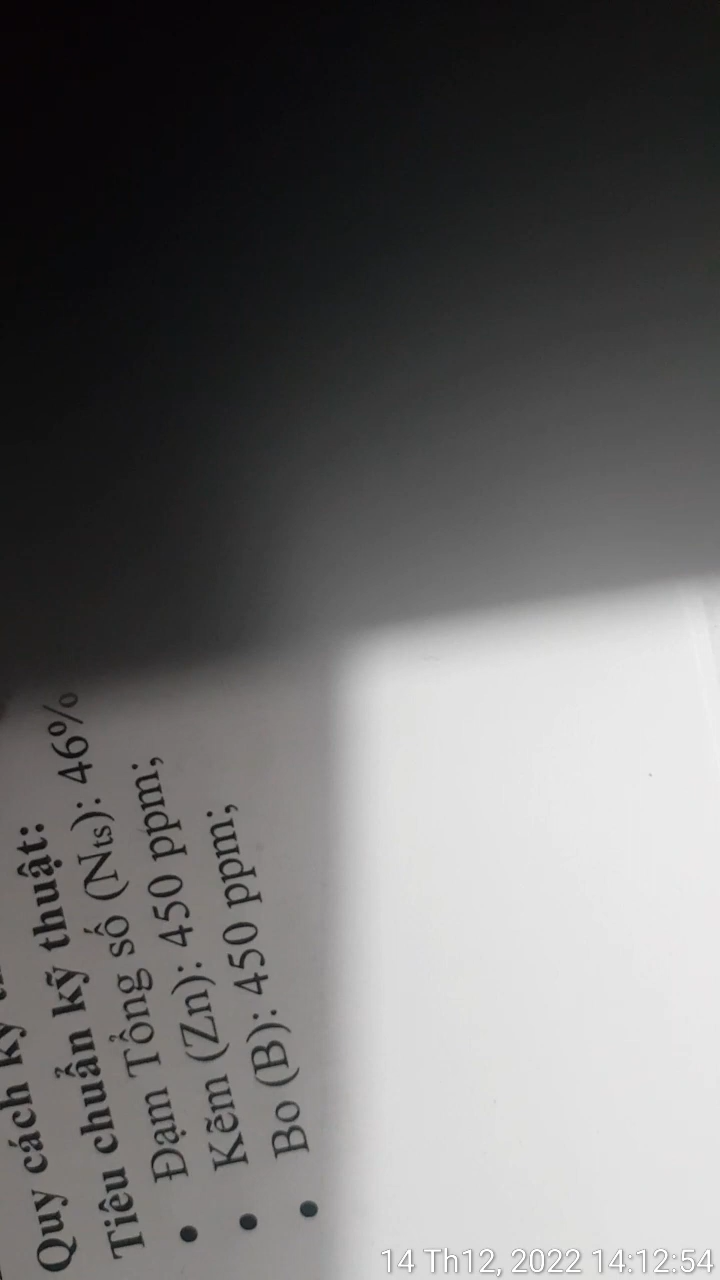 Quy cách kỹ
Tiêu chuẩn kỹ thuật:
• Đạm Tổng số (Nts): 46%
• Kẽm (Zn): 450 ppm;
• Bo (B): 450 ppm;
14 Th12, 2022 14:12:54